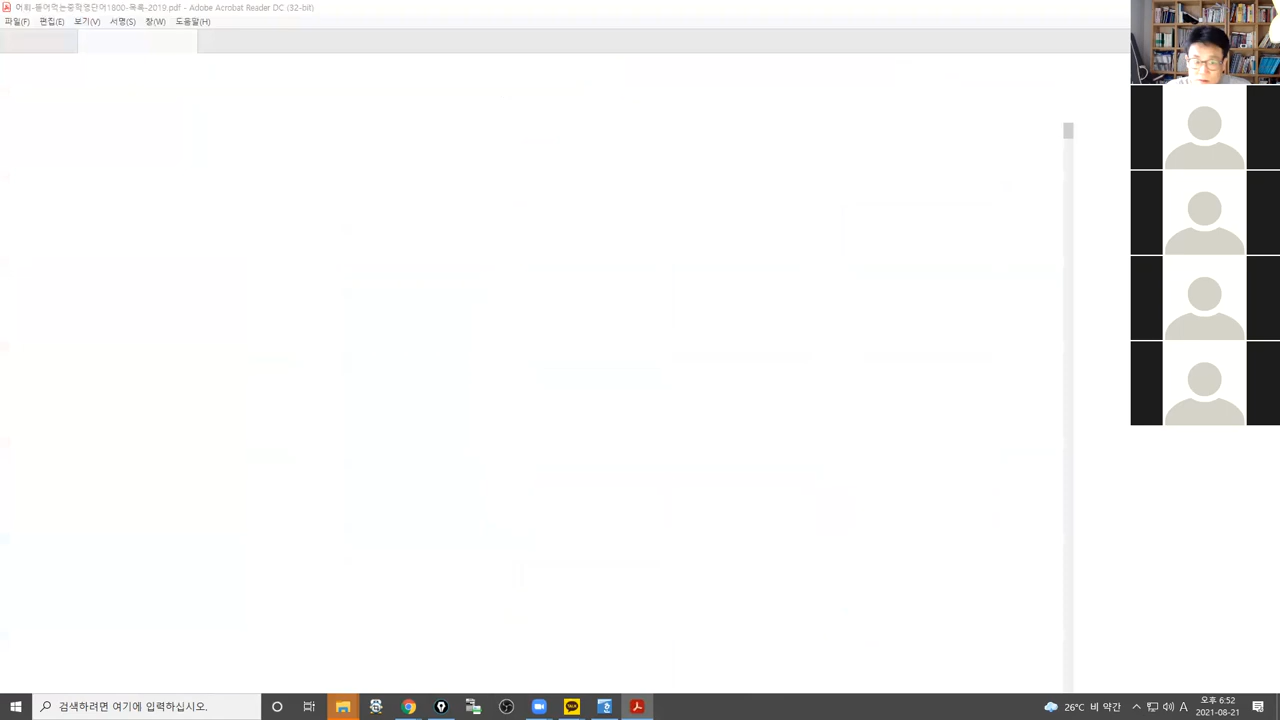 어휘-뜯어먹는중학영단어1800-목록-2019.pdf - Adobe Acrobat Reader DC (32-bit)
파일(F) 편집(E) 보기(V) 서명(S) 창(W) 도움말(H)
검색하려면 여기에 입력하십시오.
TALK
26°C 비 약간
A
오후 6:52
2021-08-21